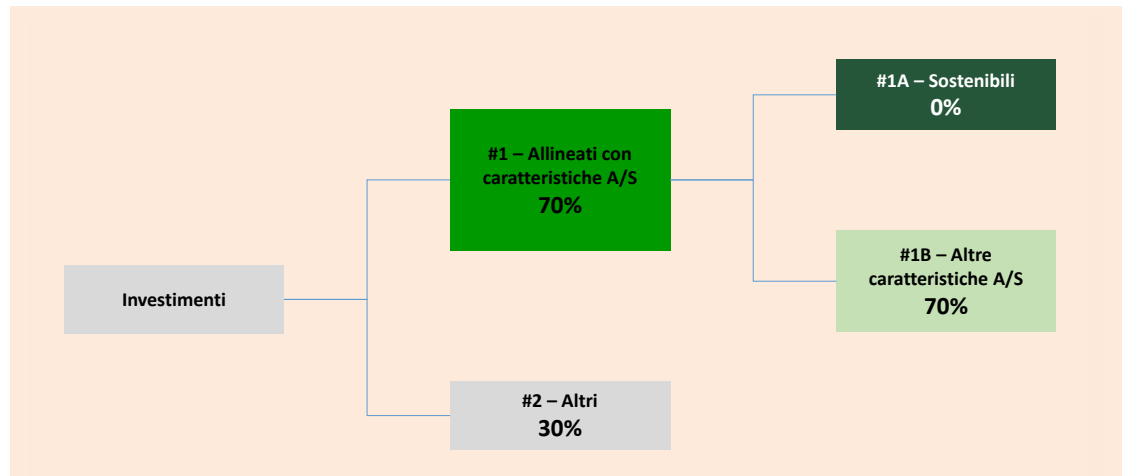 #1A – Sostenibili
0%
#1 – Allineati con
caratteristiche A/S
70%
#1B – Altre
caratteristiche A/S
70%
Investimenti
#2 – Altri
30%